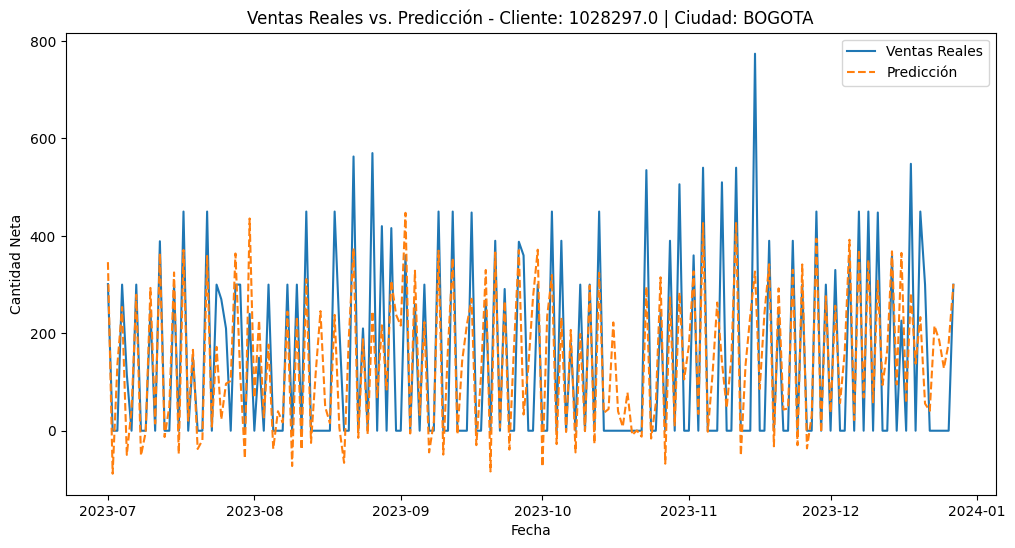 Ventas Reales vs. Predicción - Cliente: 1028297.0 | Ciudad: BOGOTA
Ventas Reales
Predicción
Cantidad Neta
800
600
400
200
0
2023-07 2023-08 2023-09 2023-10 2023-11 2023-12 2024-01
Fecha